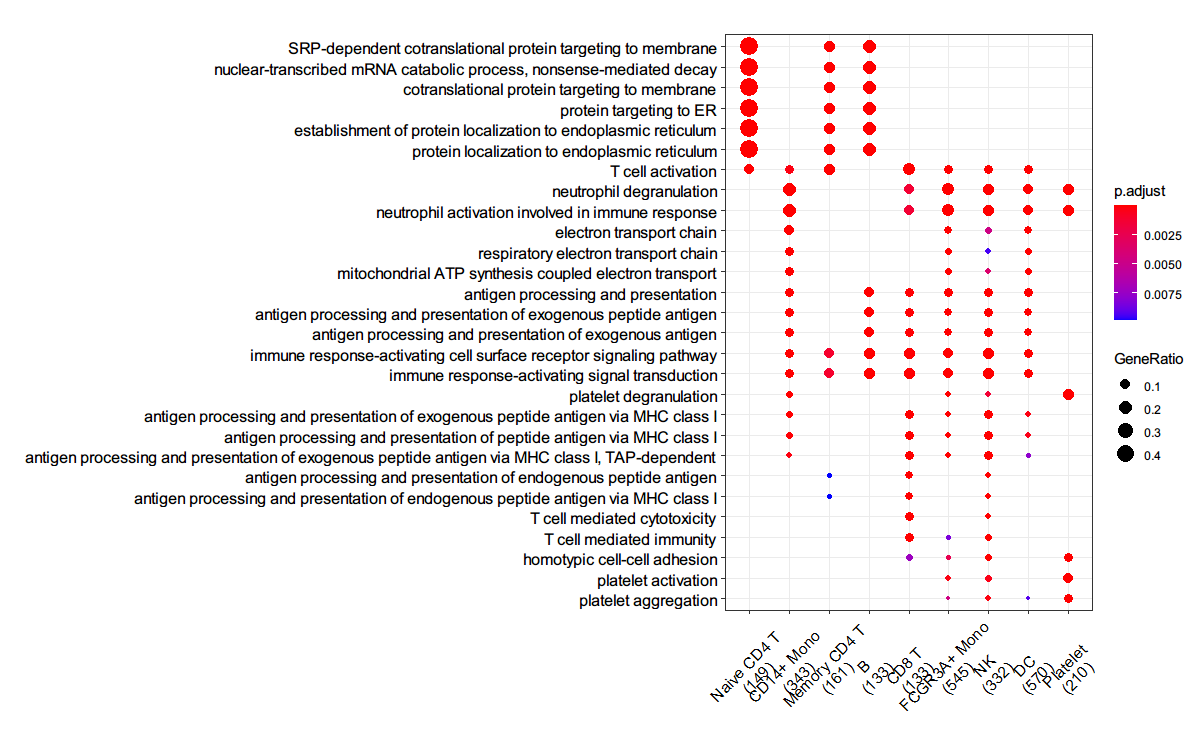 SRP-dependent cotranslational protein targeting to membrane
nuclear-transcribed mRNA catabolic process, nonsense-mediated decay
cotranslational protein targeting to membrane
protein targeting to ER
establishment of protein localization to endoplasmic reticulum
protein localization to endoplasmic reticulum
T cell activation
neutrophil degranulation
neutrophil activation involved in immune response
electron transport chain
respiratory electron transport chain
mitochondrial ATP synthesis coupled electron transport
antigen processing and presentation
antigen processing and presentation of exogenous peptide antigen
antigen processing and presentation of exogenous antigen
immune response-activating cell surface receptor signaling pathway
immune response-activating signal transduction
platelet degranulation
antigen processing and presentation of exogenous peptide antigen via MHC class I
antigen processing and presentation of peptide antigen via MHC class I
antigen processing and presentation of exogenous peptide antigen via MHC class I, TAP-dependent
antigen processing and presentation of endogenous peptide antigen
antigen processing and presentation of endogenous peptide antigen via MHC class I
T cell mediated cytotoxicity
T cell mediated immunity
homotypic cell-cell adhesion
platelet activation
platelet aggregation
Naive CD4 T
(149)
CD14+ Mono
(343)
Memory CD4 T
(161)
B
(133)
CD8 T
(133)
FCGR3A+ Mono
(545)
NK
(332)
DC
(570)
Platelet
(210)
p.adjust
0.0025
0.0050
0.0075
GeneRatio
0.1
0.2
0.3
0.4